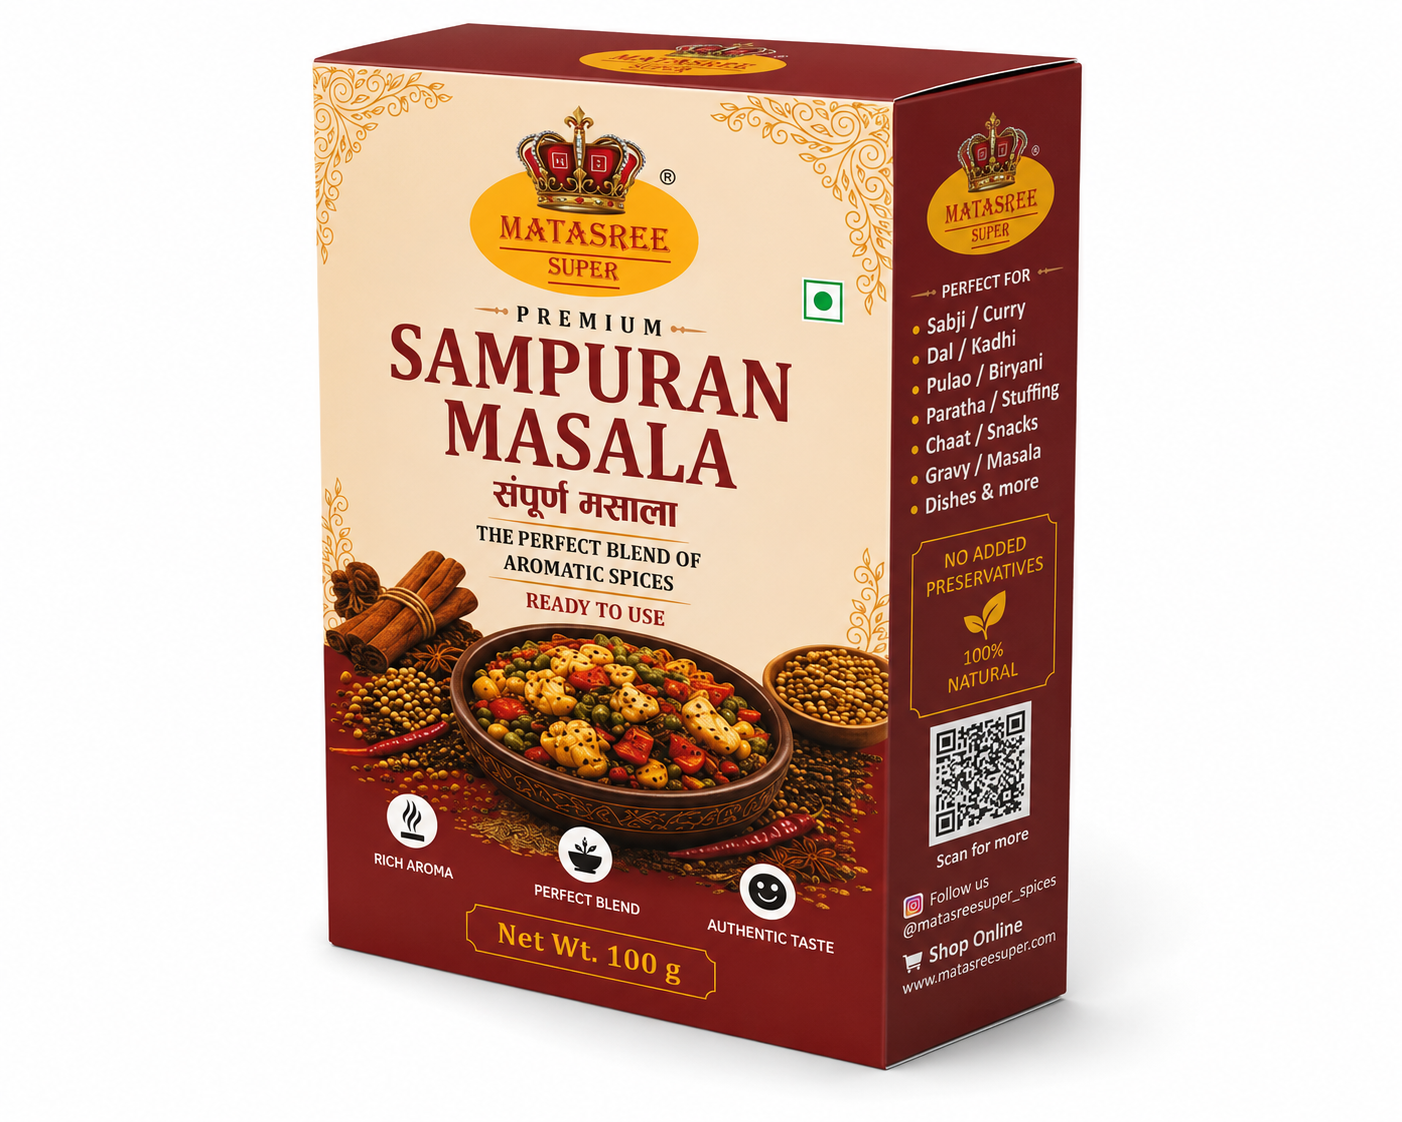 MATASREE
SUPER
®
MATASREE
SUPER
PREMIUM
SAMPURAN
MASALA
संपूर्ण मसाला
THE PERFECT BLEND OF
AROMATIC SPICES
READY TO USE
RICH AROMA
PERFECT BLEND
AUTHENTIC TASTE
Net Wt. 100 g
®
MATASREE
SUPER
PERFECT FOR
• Sabji / Curry
• Dal / Kadhi
• Pulao / Biryani
• Paratha / Stuffing
• Chaat / Snacks
• Gravy / Masala
• Dishes & more
NO ADDED
PRESERVATIVES
100%
NATURAL
Scan for more
Follow us
@matasreesuper_spices
Shop Online
www.matasreesuper.com